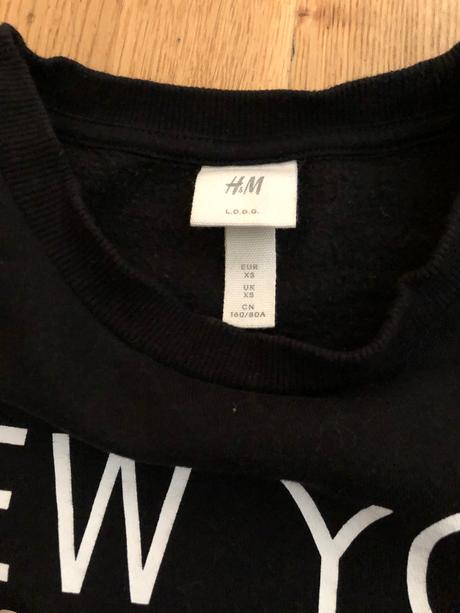 H&M
L.O.G.G.
EUR
XS
UK
XS
CN
160/80A
EW YO